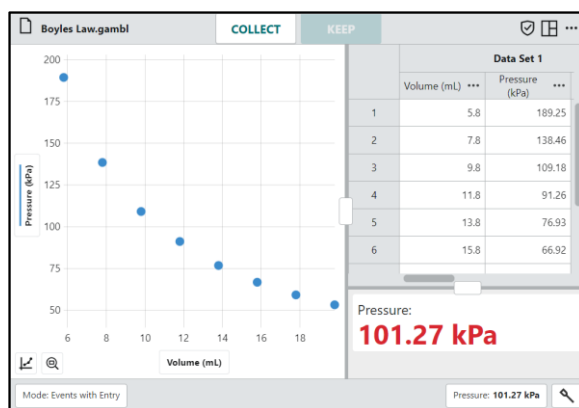 Boyles Law.gambl
COLLECT
KEEP
200
175
150
125
100
75
50
Pressure (kPa)
6 8 10 12 14 16 18
Volume (mL)
Data Set 1
Volume (mL) Pressure (kPa)
1 5.8 189.25
2 7.8 138.46
3 9.8 109.18
4 11.8 91.26
5 13.8 76.93
6 15.8 66.92
Pressure:
101.27 kPa
Mode: Events with Entry
Pressure: 101.27 kPa